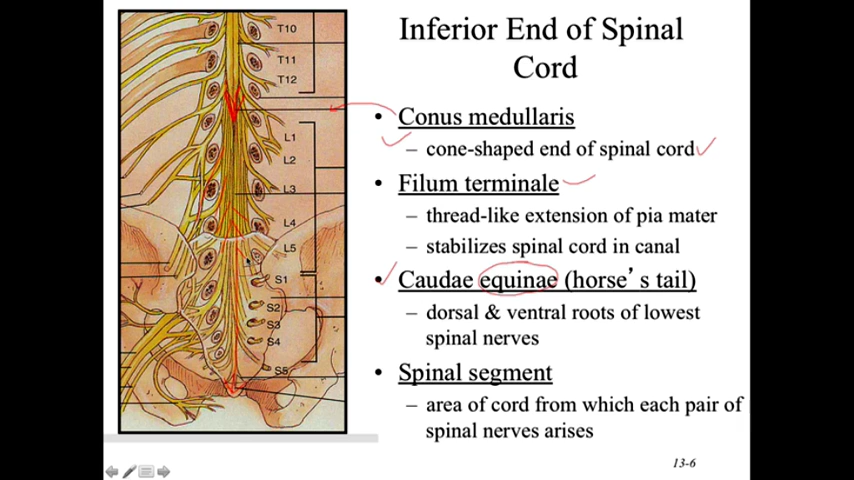 Inferior End of Spinal
Cord
• Conus medullaris
– cone-shaped end of spinal cord
• Filum terminale
– thread-like extension of pia mater
– stabilizes spinal cord in canal
• Caudae equinae (horse’s tail)
– dorsal & ventral roots of lowest
spinal nerves
• Spinal segment
– area of cord from which each pair of
spinal nerves arises
13-6
T10
T11
T12
L1
L2
L3
L4
L5
S1
S2
S3
S4
S5